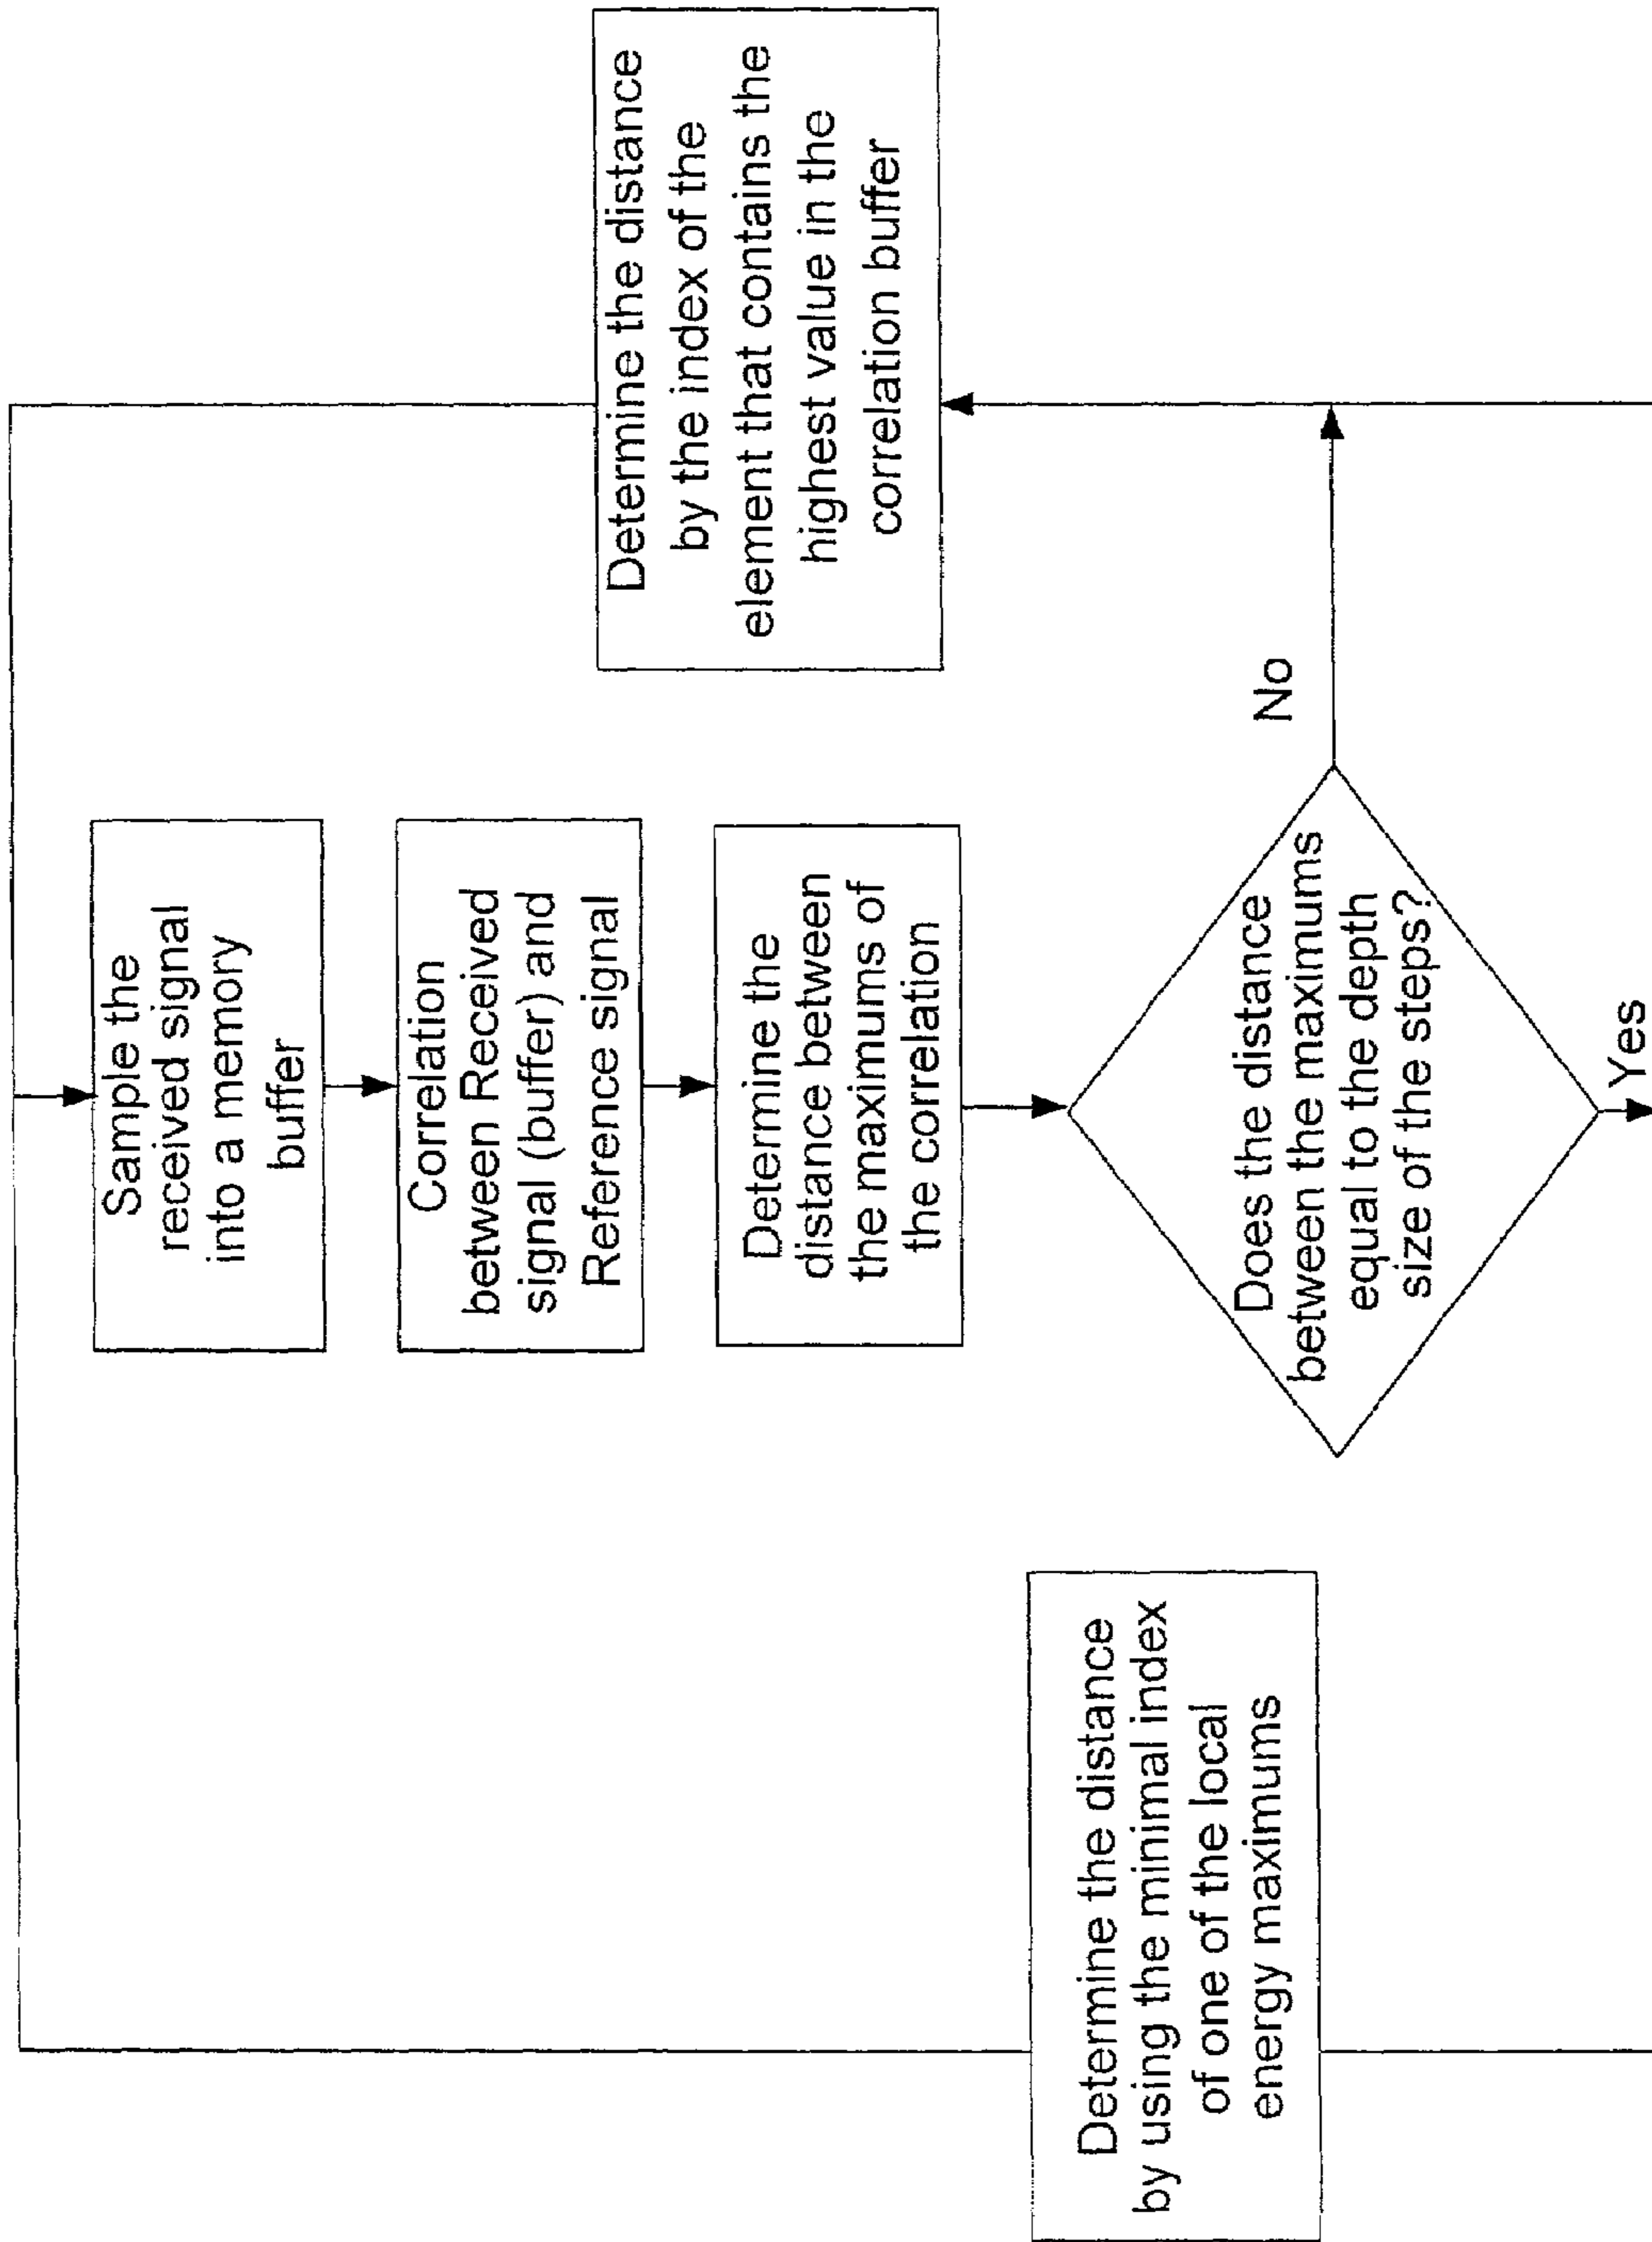 Sample the
received signal
into a memory
buffer
Correlation
between Received
signal (buffer) and
Reference signal
Determine the
distance between
the maximums of
the correlation
Does the distance
between the maximums
equal to the depth
size of the steps?
No
Yes
Determine the distance
by the index of the
element that contains the
highest value in the
correlation buffer
Determine the distance
by using the minimal index
of one of the local
energy maximums